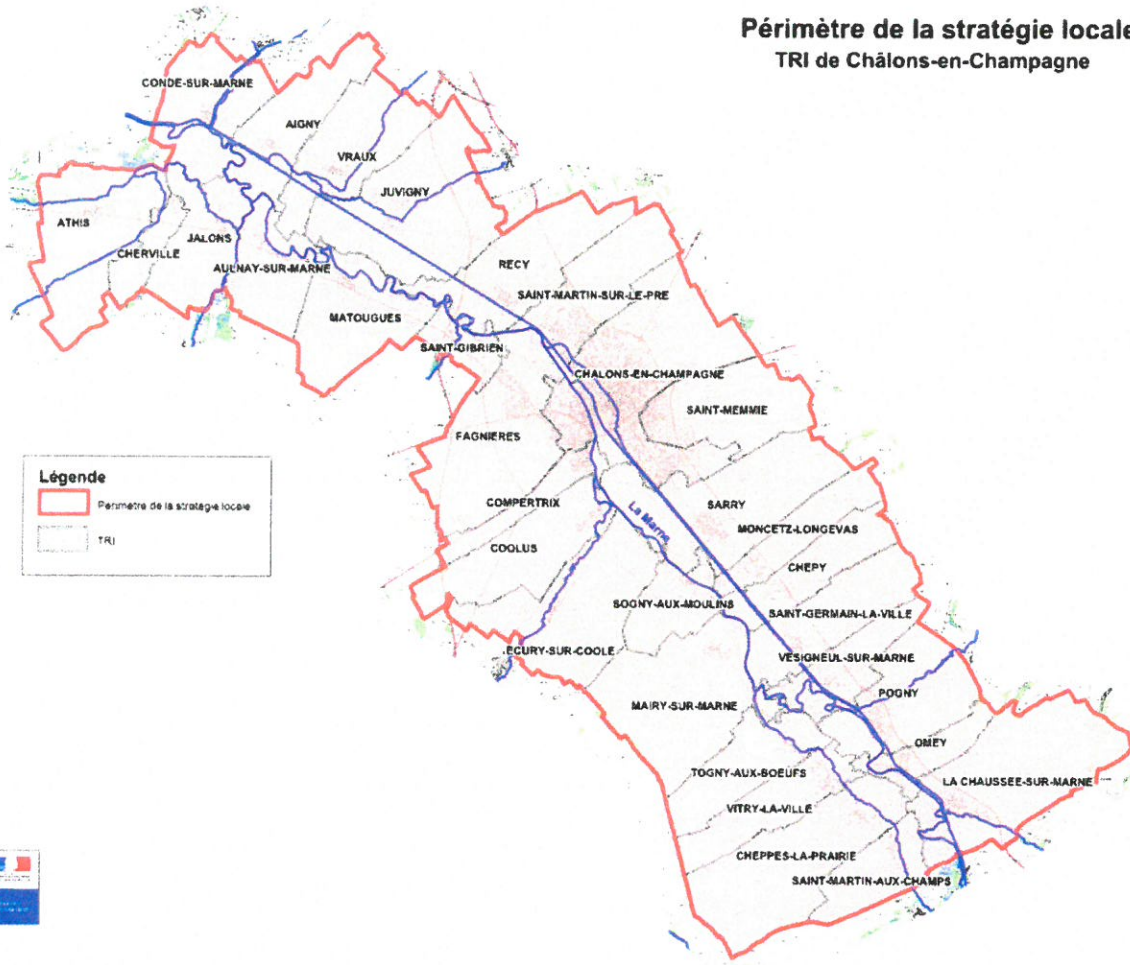 Périmètre de la stratégie locale
TRI de Châlons-en-Champagne
CONDE-SUR-MARNE
AIGNY
VRAUX
JUVIGNY
ATHIS
CHERVILLE
JALONS
AULNAY-SUR-MARNE
MATOUGUES
RECY
SAINT-MARTIN-SUR-LE-PRE
SAINT-GIBRIEN
CHALONS-EN-CHAMPAGNE
SAINT-MEMMIE
FAGNIERES
COMPERTRIX
COOLUS
La Marne
SARRY
MONCETZ-LONGEVAS
CHEPY
SOGNY-AUX-MOULINS
SAINT-GERMAIN-LA-VILLE
ECURY-SUR-COOLE
VESIGNEUL-SUR-MARNE
POGNY
MAIRY-SUR-MARNE
OMEY
TOGNY-AUX-BOEUFS
LA CHAUSSEE-SUR-MARNE
VITRY-LA-VILLE
CHEPPES-LA-PRAIRIE
SAINT-MARTIN-AUX-CHAMPS
Légende
Périmètre de la stratégie locale
TRI